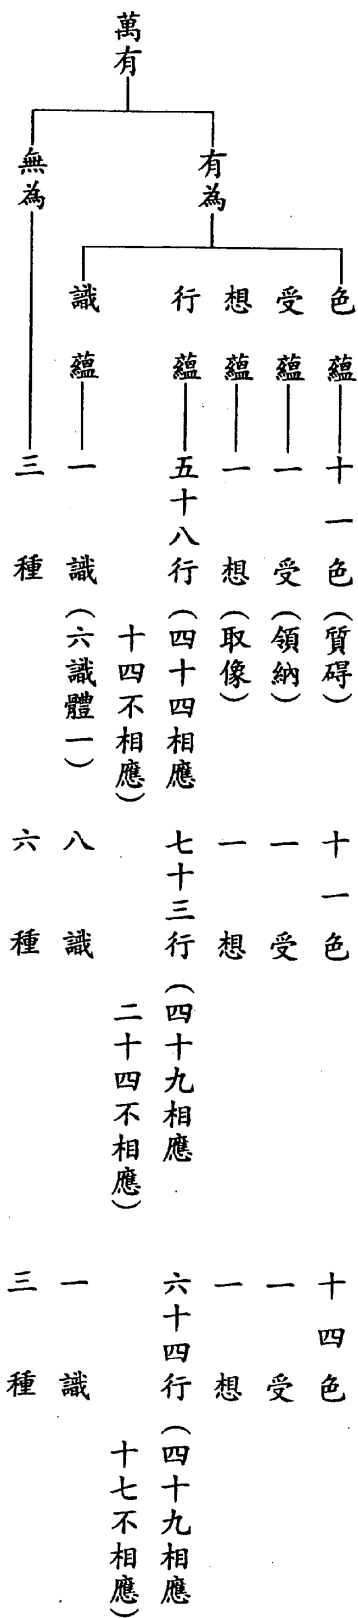 萬有
有為
色蘊 十一色（質碍） 十一色 十四色
受蘊 一受（領納） 一受 一受
想蘊 一想（取像） 一想 一想
行蘊 五十八行（四十四相應 七十三行（四十九相應 六十四行（四十九相應
十四不相應） 二十四不相應） 十七不相應）
識蘊 一識（六識體一） 八識 一識
無為 三種 六種 三種